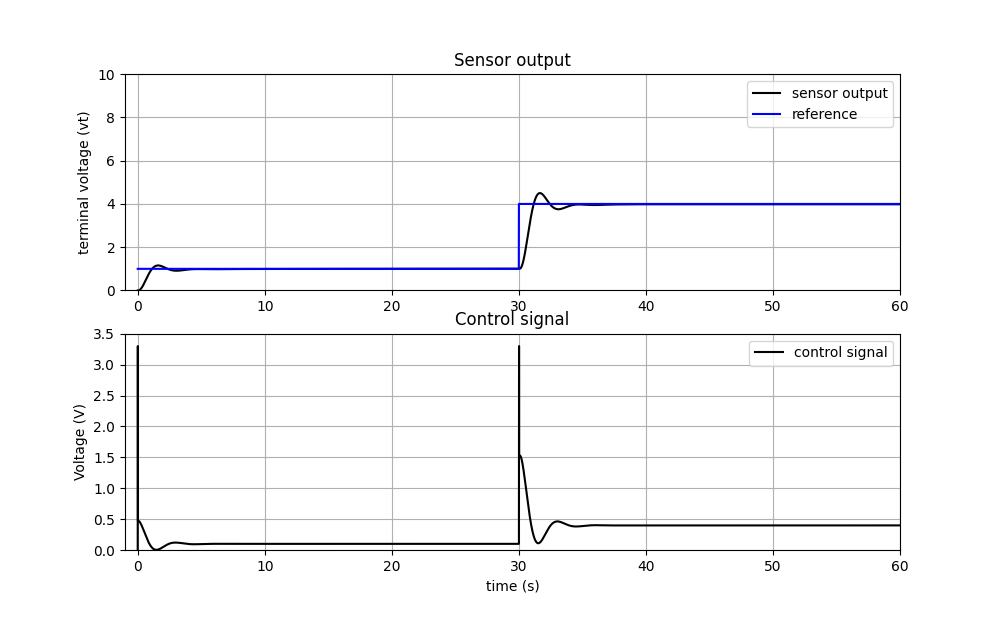 Sensor output
10
8
6
4
2
0
terminal voltage (vt)
sensor output
reference
0 10 20 30 40 50 60
Control signal
3.5
3.0
2.5
2.0
1.5
1.0
0.5
0.0
Voltage (V)
control signal
0 10 20 30 40 50 60
time (s)